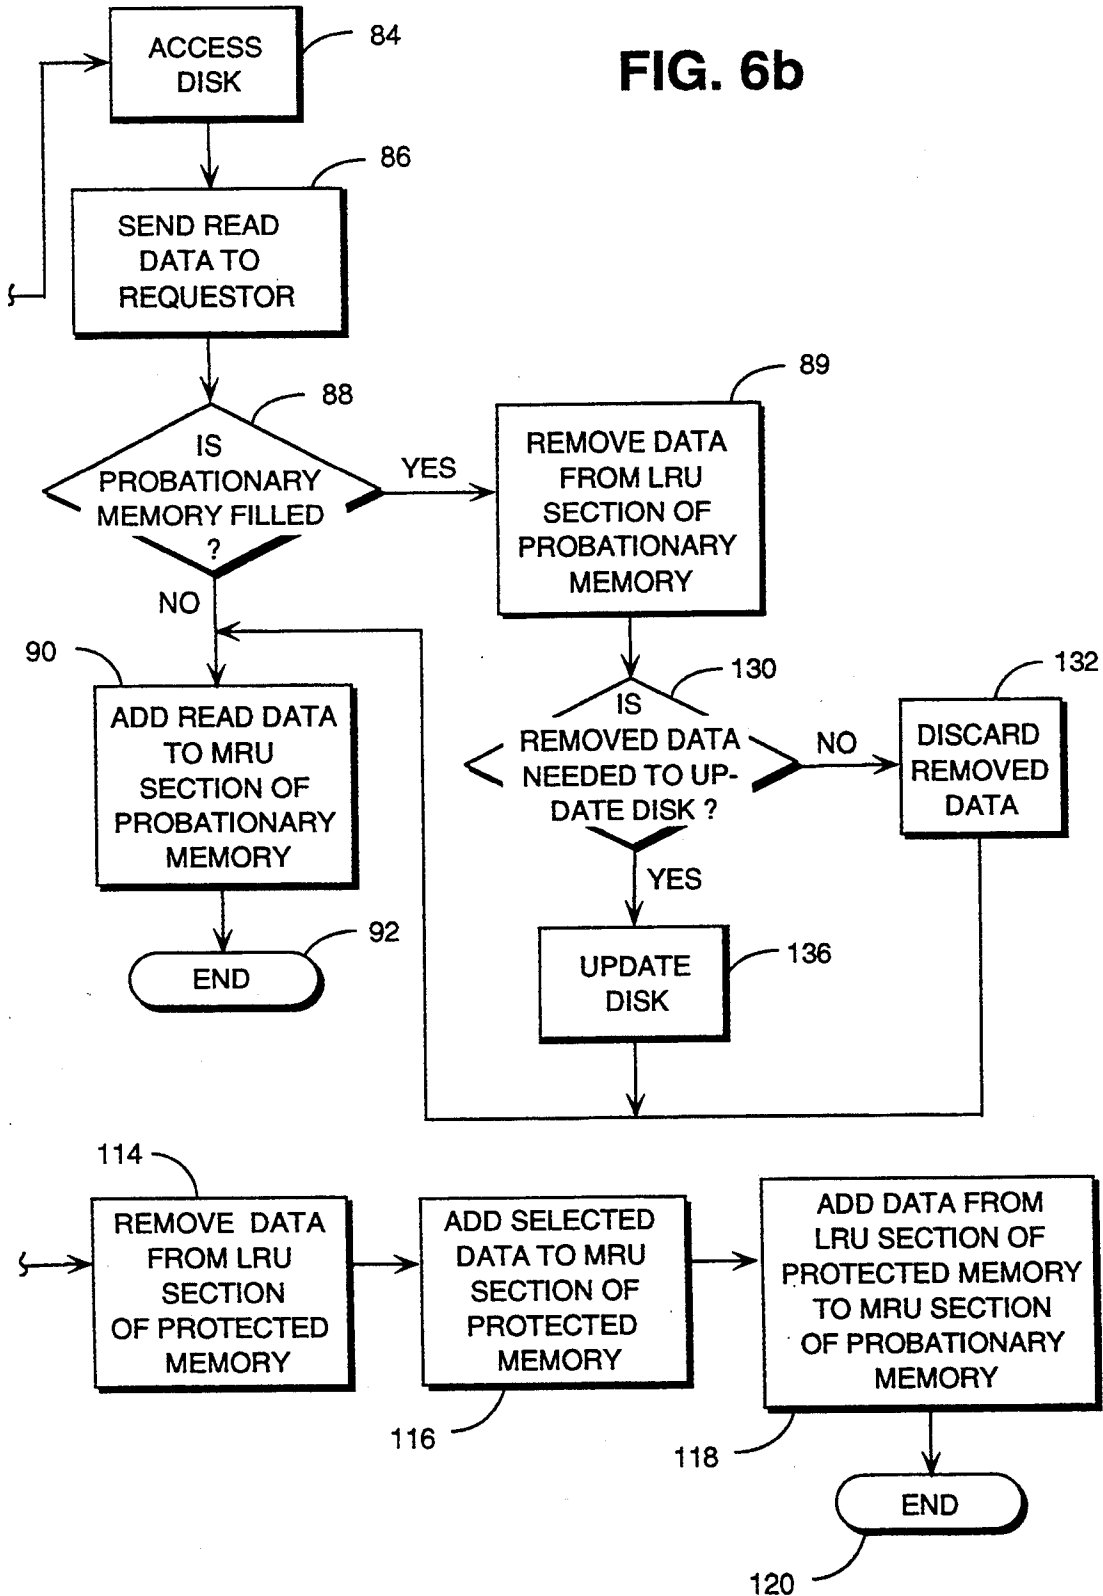 FIG. 6b
84
ACCESS
DISK
86
SEND READ
DATA TO
REQUESTOR
88
IS
PROBATIONARY
MEMORY FILLED
?
YES
NO
89
REMOVE DATA
FROM LRU
SECTION OF
PROBATIONARY
MEMORY
90
ADD READ DATA
TO MRU
SECTION OF
PROBATIONARY
MEMORY
92
END
130
IS
REMOVED DATA
NEEDED TO UP-
DATE DISK ?
NO
YES
132
DISCARD
REMOVED
DATA
136
UPDATE
DISK
114
REMOVE DATA
FROM LRU
SECTION
OF PROTECTED
MEMORY
ADD SELECTED
DATA TO MRU
SECTION OF
PROTECTED
MEMORY
116
ADD DATA FROM
LRU SECTION OF
PROTECTED MEMORY
TO MRU SECTION
OF PROBATIONARY
MEMORY
118
END
120